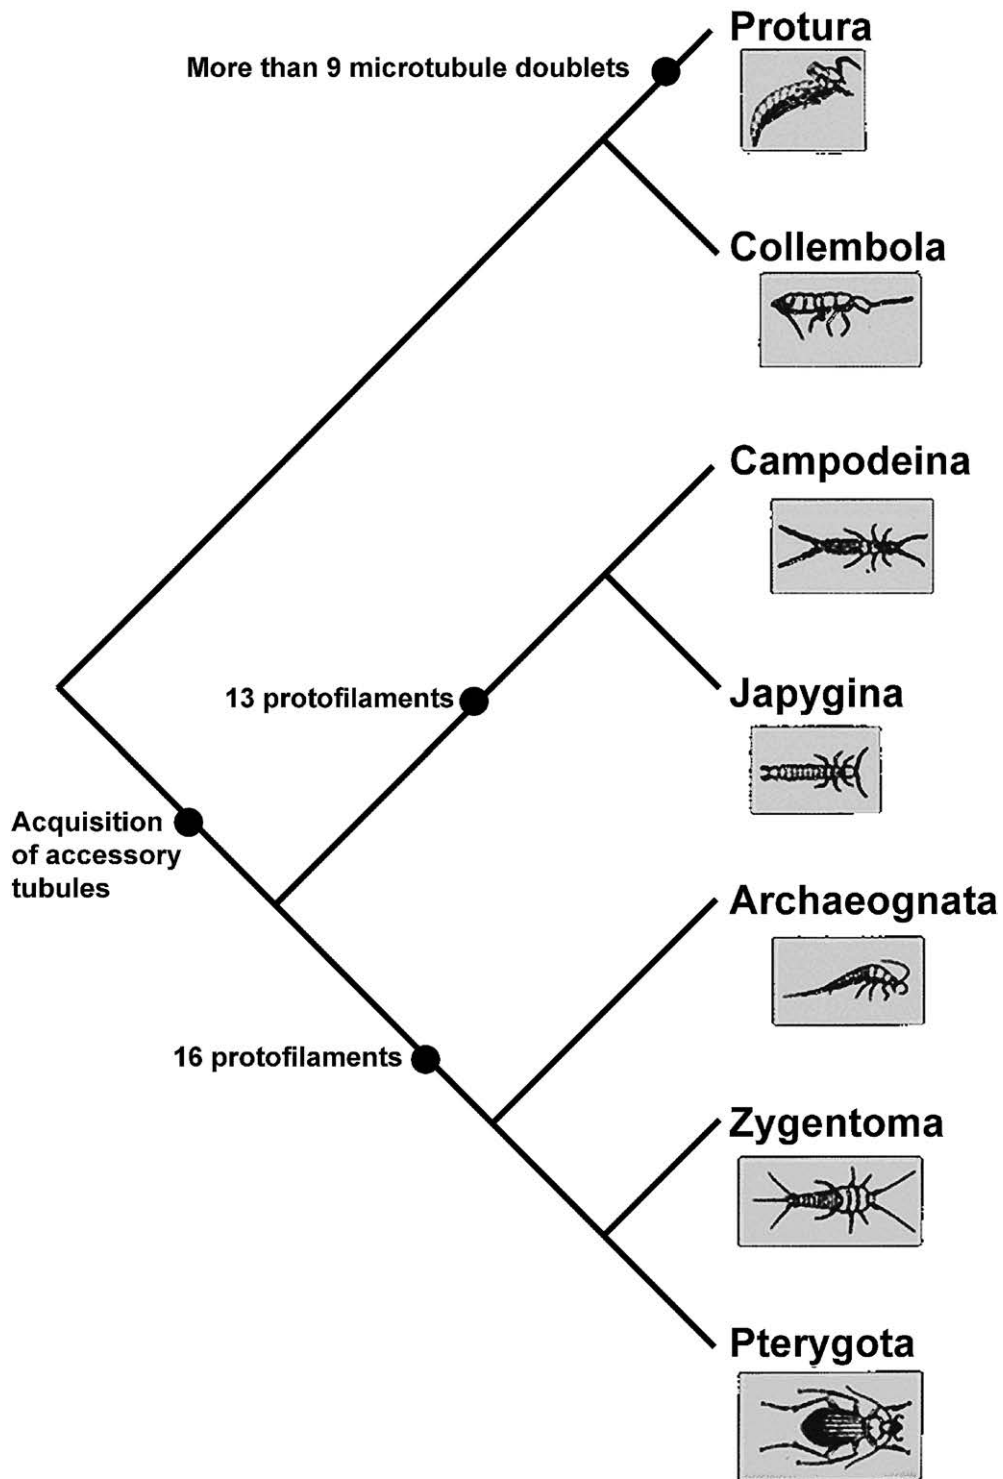 Protura
More than 9 microtubule doublets
Collembola
Campodeina
13 protofilaments
Japygina
Acquisition
of accessory
tubules
Archaeognata
16 protofilaments
Zygentoma
Pterygota